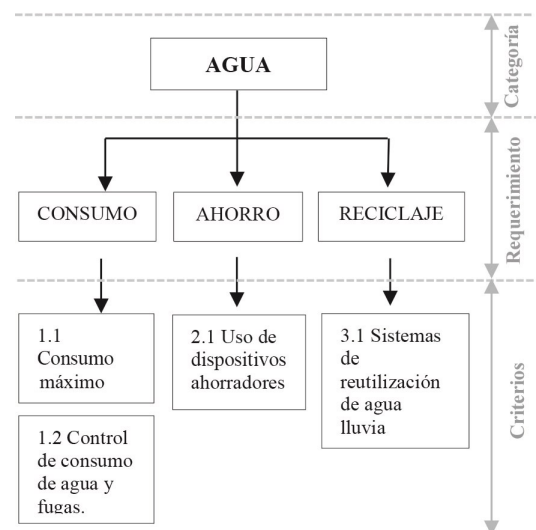 AGUA
Categoría
CONSUMO
AHORRO
RECICLAJE
Requerimiento
1.1
Consumo
máximo
1.2 Control
de consumo
de agua y
fugas.
2.1 Uso de
dispositivos
ahorradores
3.1 Sistemas
de
reutilización
de agua
lluvia
Criterios